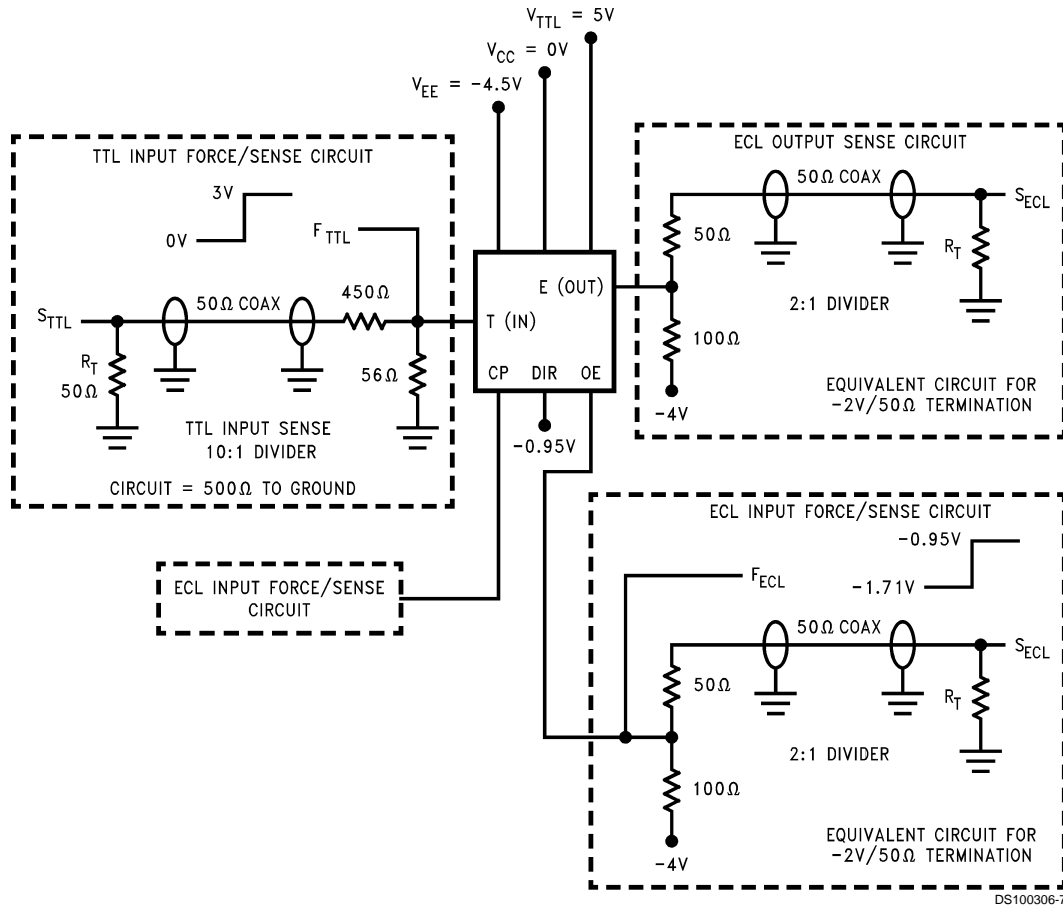 V_TTL = 5V
V_CC = 0V
V_EE = -4.5V
TTL INPUT FORCE/SENSE CIRCUIT
3V
0V
F_TTL
450Ω
50Ω COAX
S_TTL
R_T
50Ω
56Ω
TTL INPUT SENSE
10:1 DIVIDER
CIRCUIT = 500Ω TO GROUND
E (OUT)
T (IN)
CP DIR OE
-0.95V
ECL OUTPUT SENSE CIRCUIT
50Ω COAX
S_ECL
50Ω
R_T
2:1 DIVIDER
100Ω
-4V
EQUIVALENT CIRCUIT FOR
-2V/50Ω TERMINATION
ECL INPUT FORCE/SENSE
CIRCUIT
ECL INPUT FORCE/SENSE CIRCUIT
-0.95V
F_ECL
-1.71V
50Ω COAX
S_ECL
50Ω
R_T
2:1 DIVIDER
100Ω
-4V
EQUIVALENT CIRCUIT FOR
-2V/50Ω TERMINATION